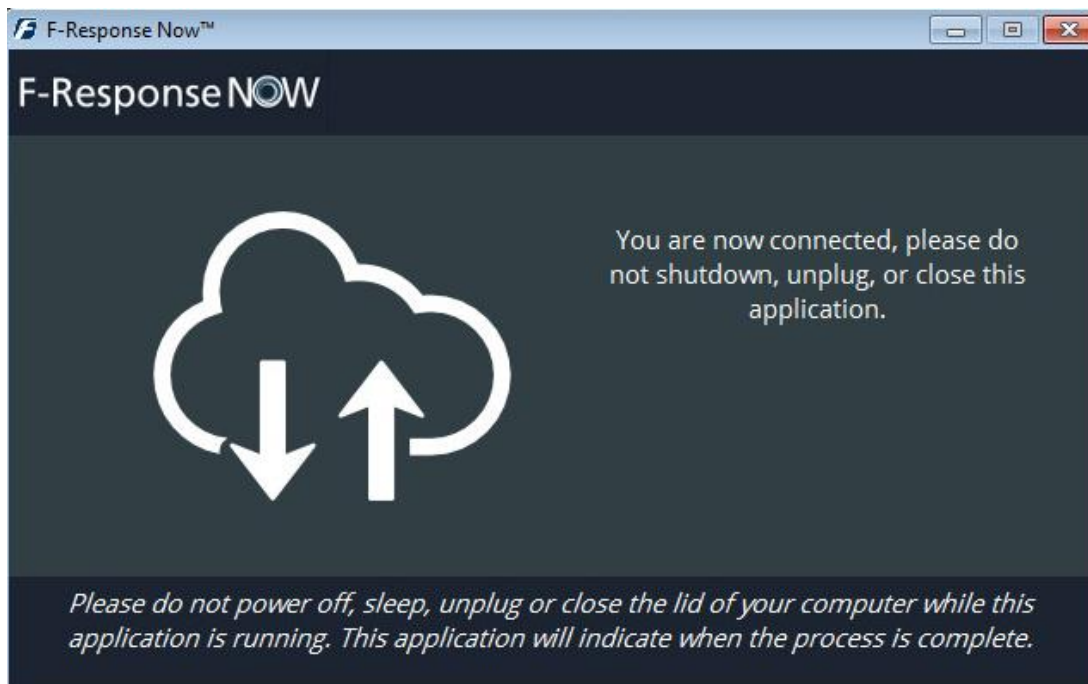 F-Response Now™
F-Response NOW
You are now connected, please do
not shutdown, unplug, or close this
application.
Please do not power off, sleep, unplug or close the lid of your computer while this
application is running. This application will indicate when the process is complete.